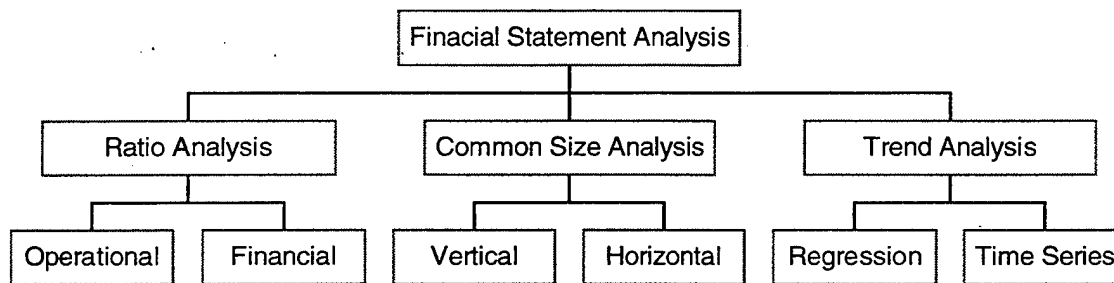 Finacial Statement Analysis
Ratio Analysis
Common Size Analysis
Trend Analysis
Operational
Financial
Vertical
Horizontal
Regression
Time Series